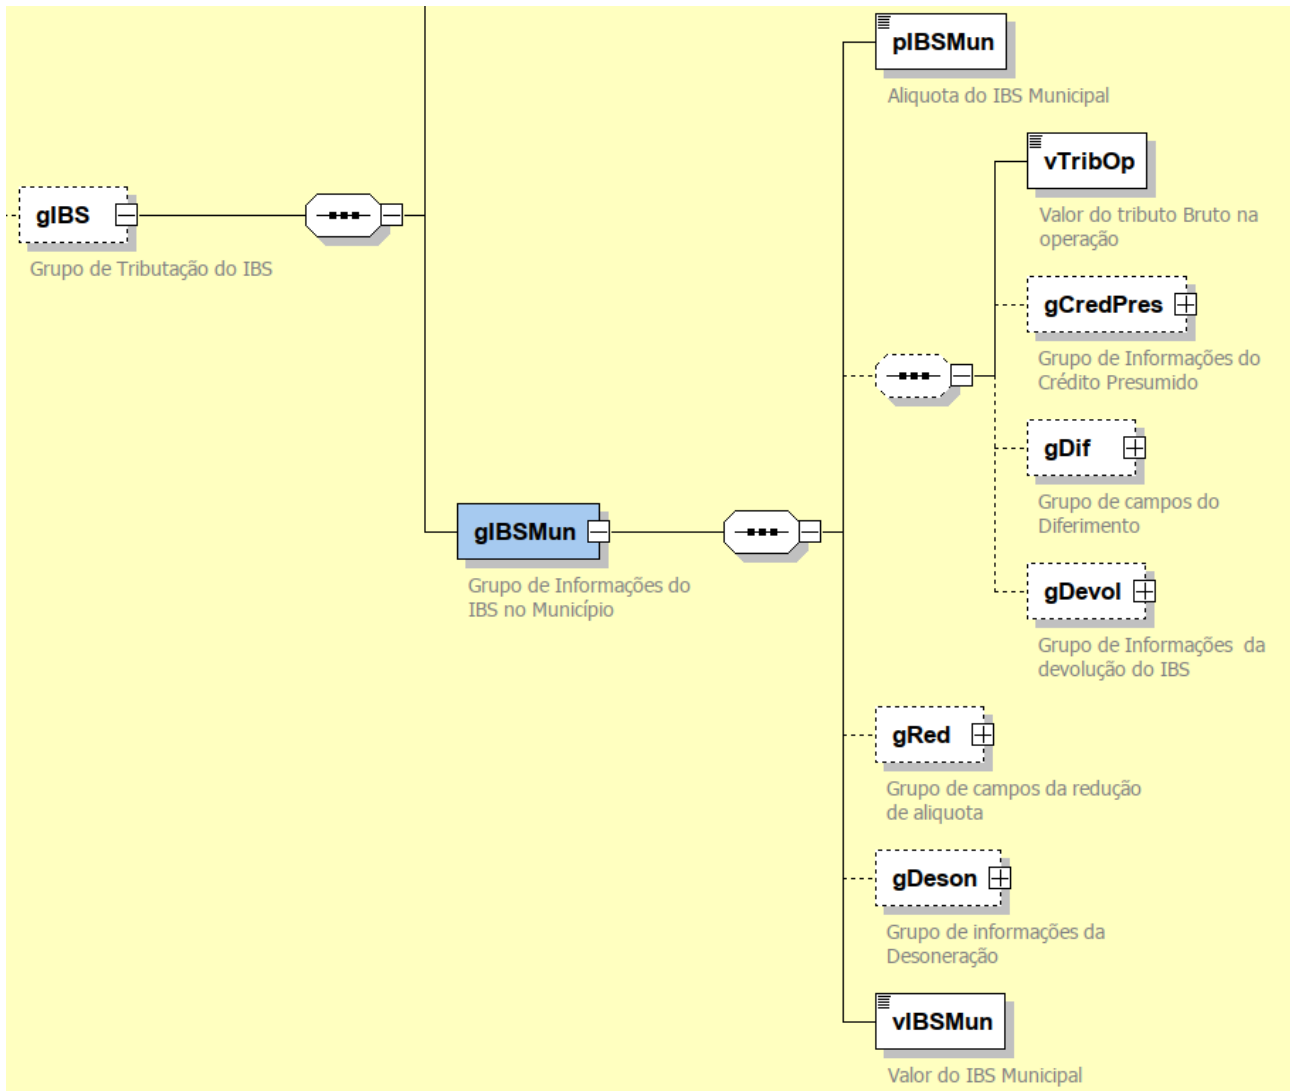 pIBSMun
Aliquota do IBS Municipal
vTribOp
Valor do tributo Bruto na
operação
gIBS
Grupo de Tributação do IBS
gCredPres
Grupo de Informações do
Crédito Presumido
gDif
Grupo de campos do
Diferimento
gIBSMun
Grupo de Informações do
IBS no Município
gDevol
Grupo de Informações  da
devolução do IBS
gRed
Grupo de campos da redução
de aliquota
gDeson
Grupo de informações da
Desoneração
vIBSMun
Valor do IBS Municipal